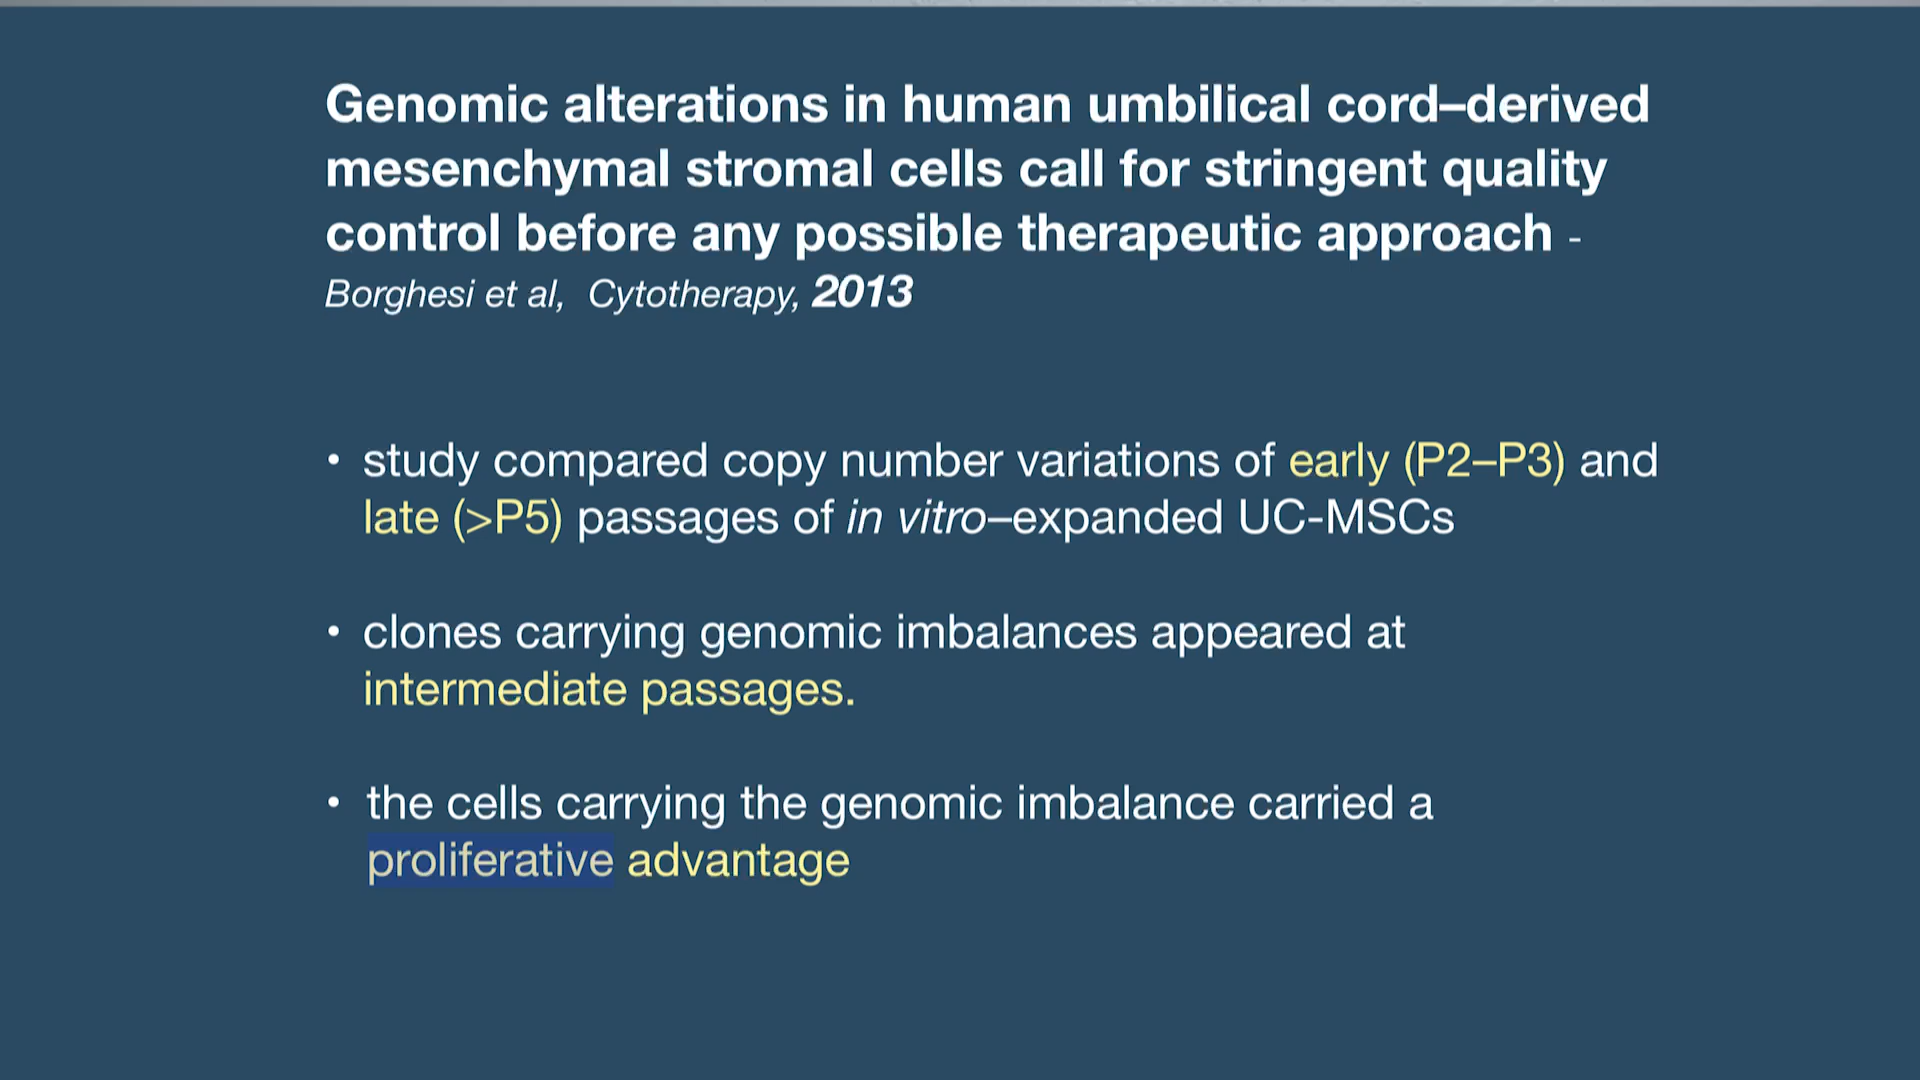 Genomic alterations in human umbilical cord–derived
mesenchymal stromal cells call for stringent quality
control before any possible therapeutic approach -
Borghesi et al, Cytotherapy, 2013
• study compared copy number variations of early (P2–P3) and
late (>P5) passages of in vitro–expanded UC-MSCs
• clones carrying genomic imbalances appeared at
intermediate passages.
• the cells carrying the genomic imbalance carried a
proliferative advantage